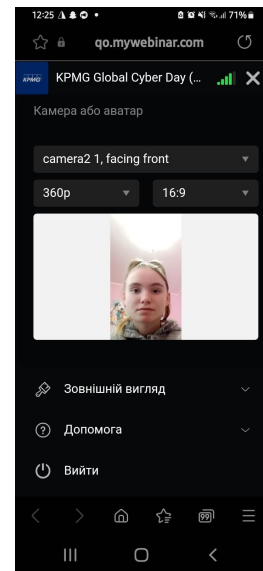 12:25
71%
qo.mywebinar.com
KPMG
KPMG Global Cyber Day (...
Камера або аватар
camera2 1, facing front
360p
16:9
Зовнішній вигляд
Допомога
Вийти
99